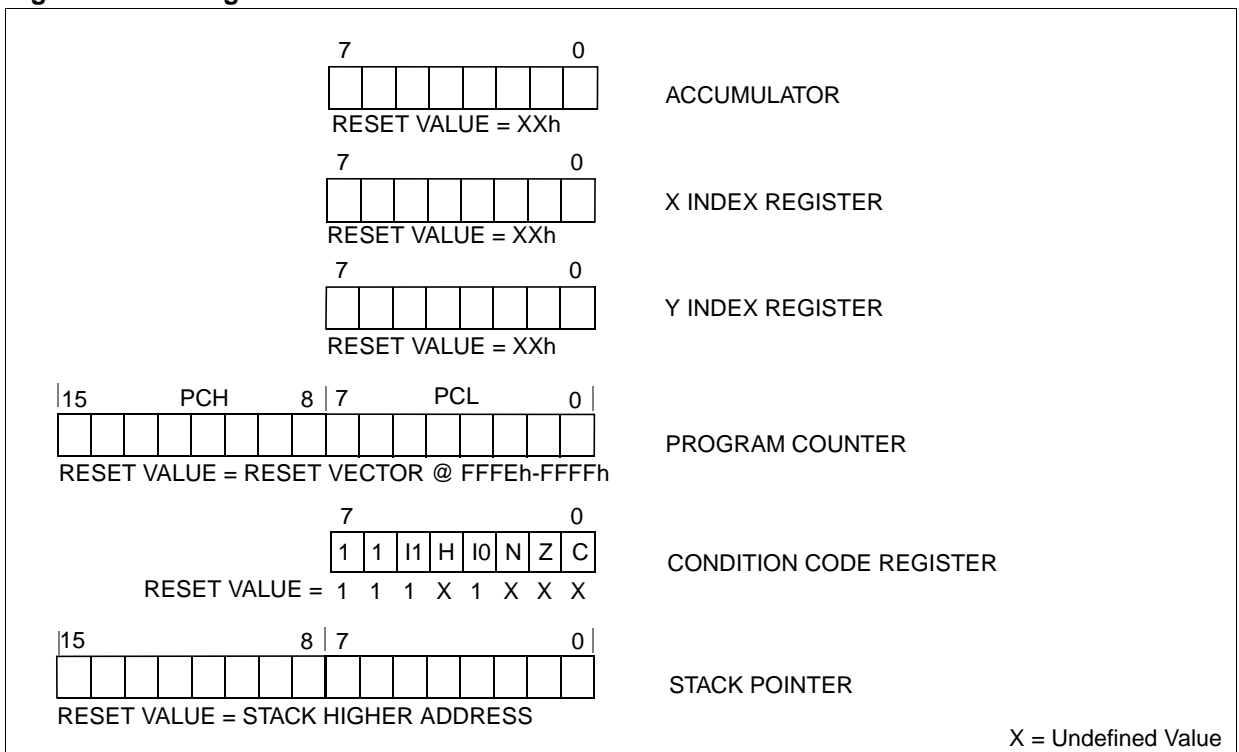 7 0
ACCUMULATOR
RESET VALUE = XXh
7 0
X INDEX REGISTER
RESET VALUE = XXh
7 0
Y INDEX REGISTER
RESET VALUE = XXh
15 PCH 8 7 PCL 0
PROGRAM COUNTER
RESET VALUE = RESET VECTOR @ FFFEh-FFFFh
7 0
1 1 I1 H I0 N Z C
CONDITION CODE REGISTER
RESET VALUE = 1 1 1 X 1 X X X
15 8 7 0
STACK POINTER
RESET VALUE = STACK HIGHER ADDRESS
X = Undefined Value